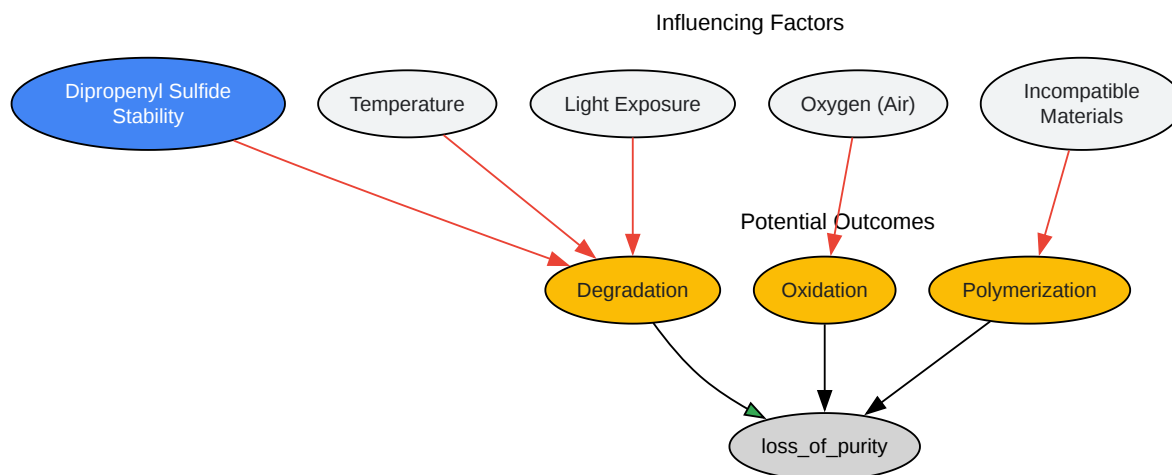 Influencing Factors
Dipropenyl Sulfide
Stability
Temperature
Light Exposure
Oxygen (Air)
Incompatible
Materials
Potential Outcomes
Degradation
Oxidation
Polymerization
loss_of_purity